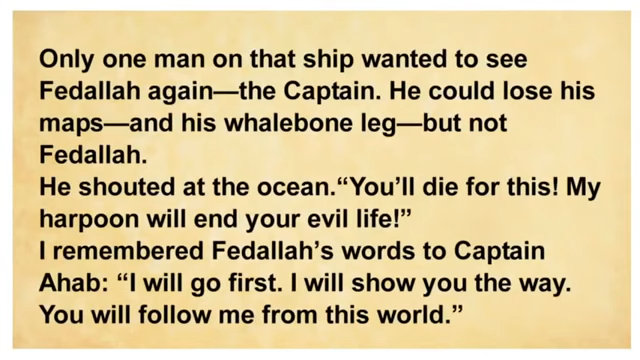 Only one man on that ship wanted to see
Fedallah again—the Captain. He could lose his
maps—and his whalebone leg—but not
Fedallah.
He shouted at the ocean.“You’ll die for this! My
harpoon will end your evil life!”
I remembered Fedallah’s words to Captain
Ahab: “I will go first. I will show you the way.
You will follow me from this world.”